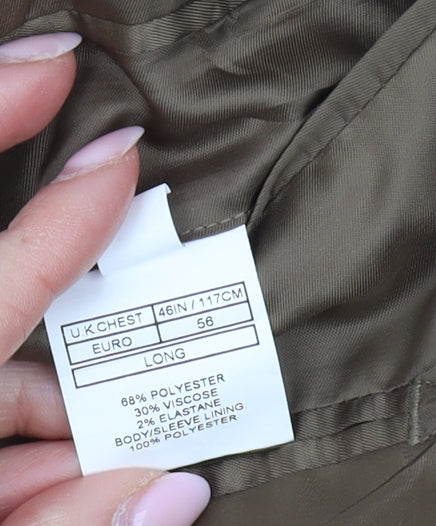 U.K.CHEST 46IN / 117CM
EURO 56
LONG
68% POLYESTER
30% VISCOSE
2% ELASTANE
BODY/SLEEVE LINING
100% POLYESTER